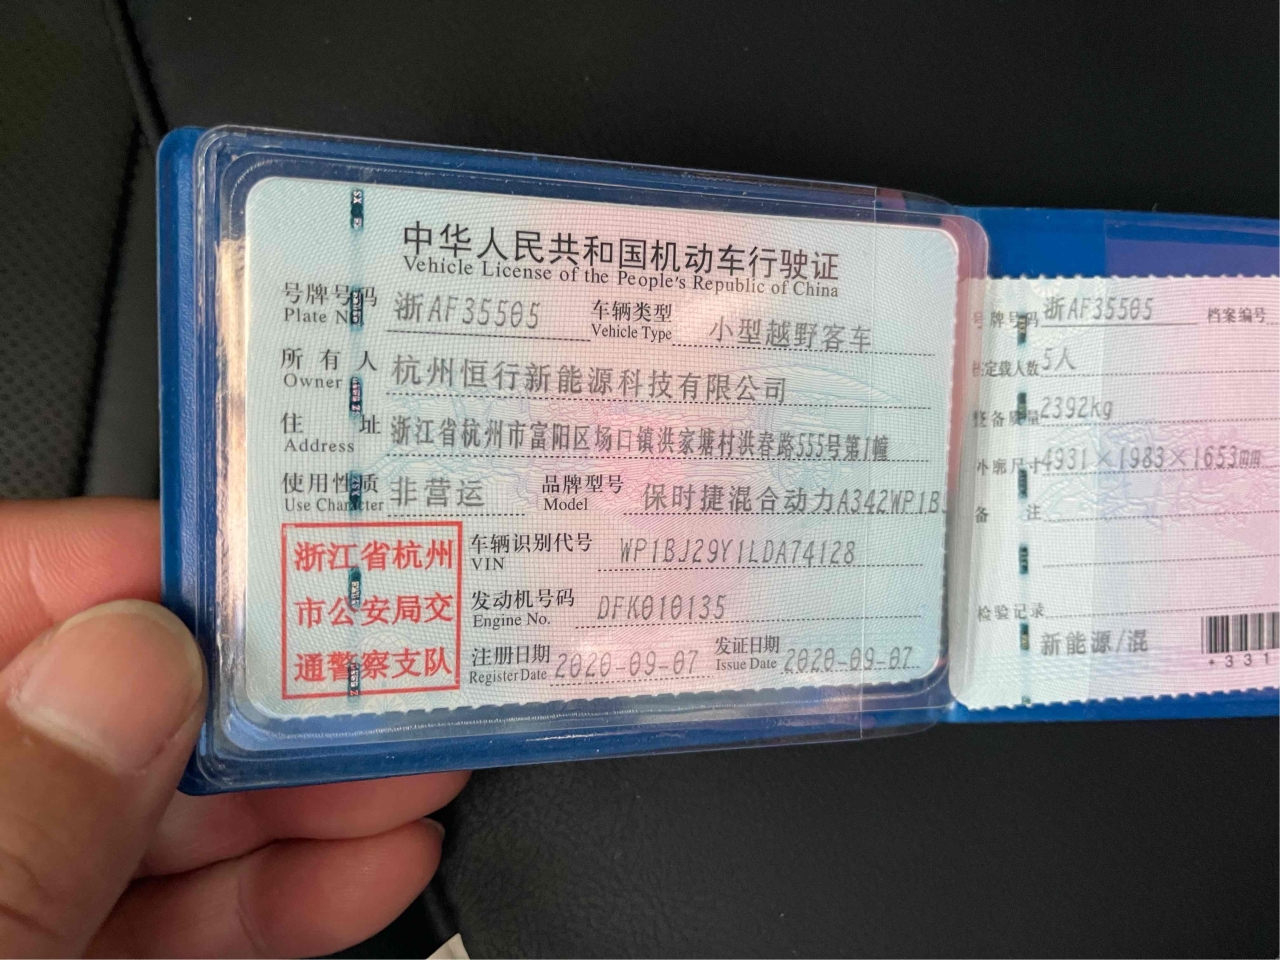 中华人民共和国机动车行驶证
Vehicle License of the People's Republic of China
号牌号码 浙AF35505 车辆类型 小型越野客车
Plate N Vehicle Type
所有人 杭州恒行新能源科技有限公司
Owner
住址 浙江省杭州市富阳区场口镇洪家塘村洪春路555号第1幢
Address
使用性质 非营运 品牌型号 保时捷混合动力A342WP1B
Use Character Model
浙江省杭州
市公安局交
通警察支队
车辆识别代号 WP1BJ29Y1LDA74128
VIN
发动机号码 DFK010135
Engine No.
注册日期 2020-09-07 发证日期 2020-09-07
Register Date Issue Date
号牌号码 浙AF35505 档案编号
核定载人数 5人
整备质量 2392kg
外廓尺寸 4931×1983×1653mm
备注
检验记录
新能源/混
*331